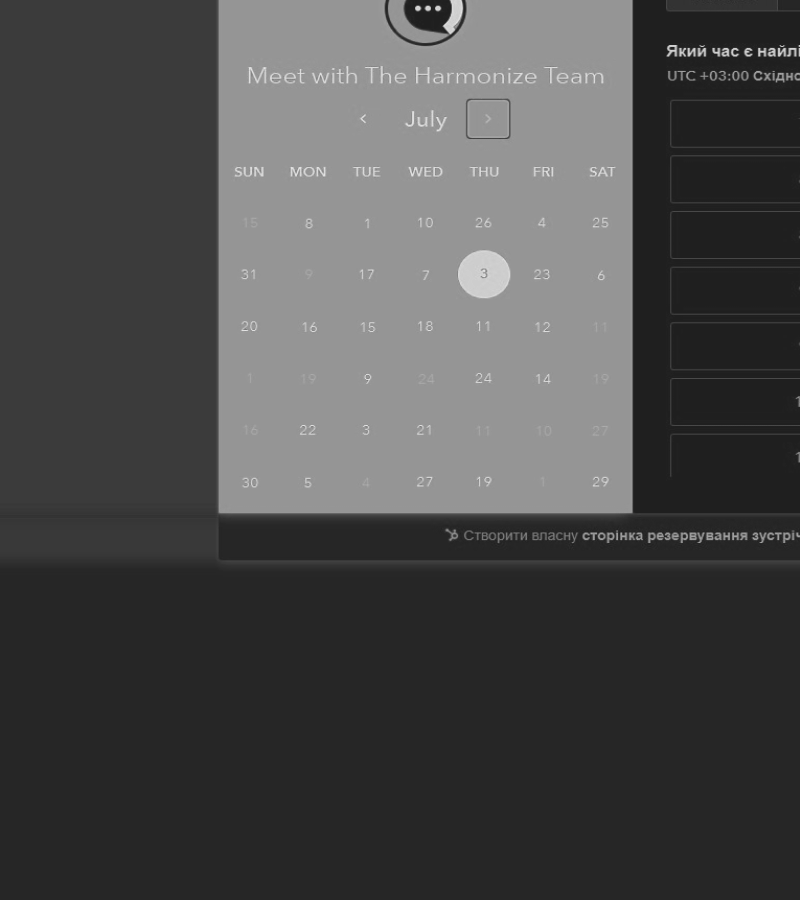 Meet with The Harmonize Team
July
SUN MON TUE WED THU FRI SAT
15 8 1 10 26 4 25
31 9 17 7 3 23 6
20 16 15 18 11 12 11
1 19 9 24 24 14 19
16 22 3 21 11 10 27
30 5 4 27 19 1 29
Який час є найлі
UTC +03:00 Східно
Створити власну сторінка резервування зустріч